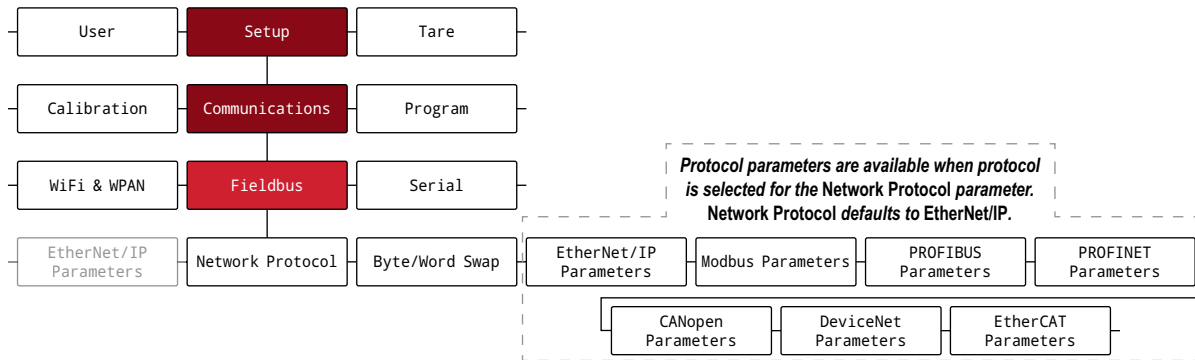 User
Setup
Tare
Calibration
Communications
Program
WiFi & WPAN
Fieldbus
Serial
Protocol parameters are available when protocol
is selected for the Network Protocol parameter.
Network Protocol defaults to EtherNet/IP.
EtherNet/IP
Parameters
Network Protocol
Byte/Word Swap
EtherNet/IP
Parameters
Modbus Parameters
PROFIBUS
Parameters
PROFINET
Parameters
CANopen
Parameters
DeviceNet
Parameters
EtherCAT
Parameters